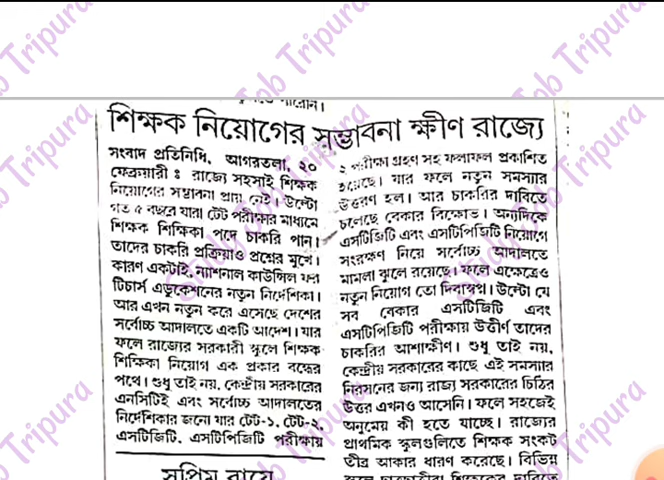 শিক্ষক নিয়োগের সম্ভাবনা ক্ষীণ রাজ্যে
সংবাদ প্রতিনিধি, আগরতলা, ২০
ফেব্রুয়ারী ঃ রাজ্যে সহসাই শিক্ষক
নিয়োগের সম্ভাবনা প্রায় নেই। উল্টো
গত ৫ বছরে যারা টেট পরীক্ষার মাধ্যমে
শিক্ষক শিক্ষিকা পদে চাকরি পান।
তাদের চাকরি প্রক্রিয়াও প্রশ্নের মুখে।
কারণ একটাই, ন্যাশনাল কাউন্সিল ফর
টিচার্স এডুকেশনের নতুন নির্দেশিকা।
আর এখন নতুন করে এসেছে দেশের
সর্বোচ্চ আদালতে একটি আদেশ। যার
ফলে রাজ্যের সরকারী স্কুলে শিক্ষক
শিক্ষিকা নিয়োগ এক প্রকার বন্ধের
পথে। শুধু তাই নয়, কেন্দ্রীয় সরকারের
এনসিটিই এবং সর্বোচ্চ আদালতের
নির্দেশিকার জন্যে যার টেট-১, টেট-২,
এসটিজিটি, এসটিপিজিটি পরীক্ষায়
২ পরীক্ষা গ্রহণ সহ ফলাফল প্রকাশিত
হয়েছে। যার ফলে নতুন সমস্যার
উত্তরণ হল। আর চাকরির দাবিতে
চলেছে বেকার বিক্ষোভ। অন্যদিকে
এসটিজিটি এবং এসটিপিজিটি নিয়োগে
সংরক্ষণ নিয়ে সর্বোচ্চ আদালতে
মামলা ঝুলে রয়েছে। ফলে এক্ষেত্রেও
নতুন নিয়োগ তো দিবাস্বপ্ন। উল্টো যে
সব বেকার এসটিজিটি এবং
এসটিপিজিটি পরীক্ষায় উত্তীর্ণ তাদের
চাকরির আশাক্ষীণ। শুধু তাই নয়,
কেন্দ্রীয় সরকারের কাছে এই সমস্যার
নিরসনের জন্য রাজ্য সরকারের চিঠির
উত্তর এখনও আসেনি। ফলে সহজেই
অনুমেয় কী হতে যাচ্ছে। রাজ্যের
প্রাথমিক স্কুলগুলিতে শিক্ষক সংকট
তীব্র আকার ধারণ করেছে। বিভিন্ন
সুপ্রিম রায়ে
Study Job Tripura